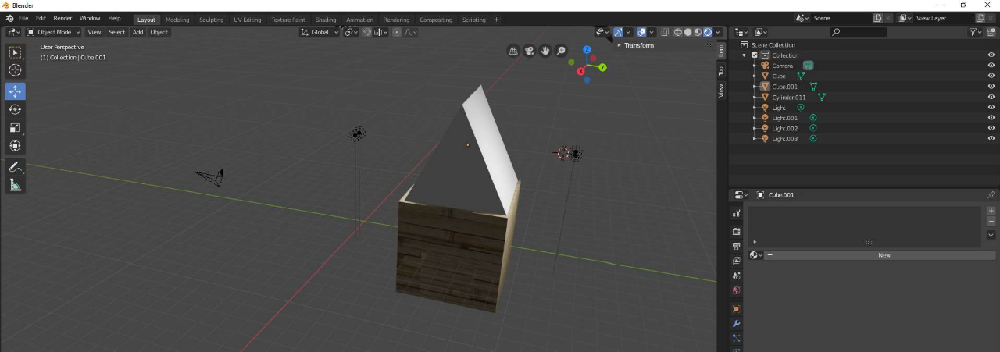 Blender
File Edit Render Window Help Layout Modeling Sculpting UV Editing Texture Paint Shading Animation Rendering Compositing Scripting Scene View Layer
Object Mode View Select Add Object Global
User Perspective
(1) Collection | Cube.001
Transform
Item
Tool
View
Z
Y
X
Scene Collection
Collection
Camera
Cube
Cube.001
Cylinder.011
Light
Light.001
Light.002
Light.003
Cube.001
New